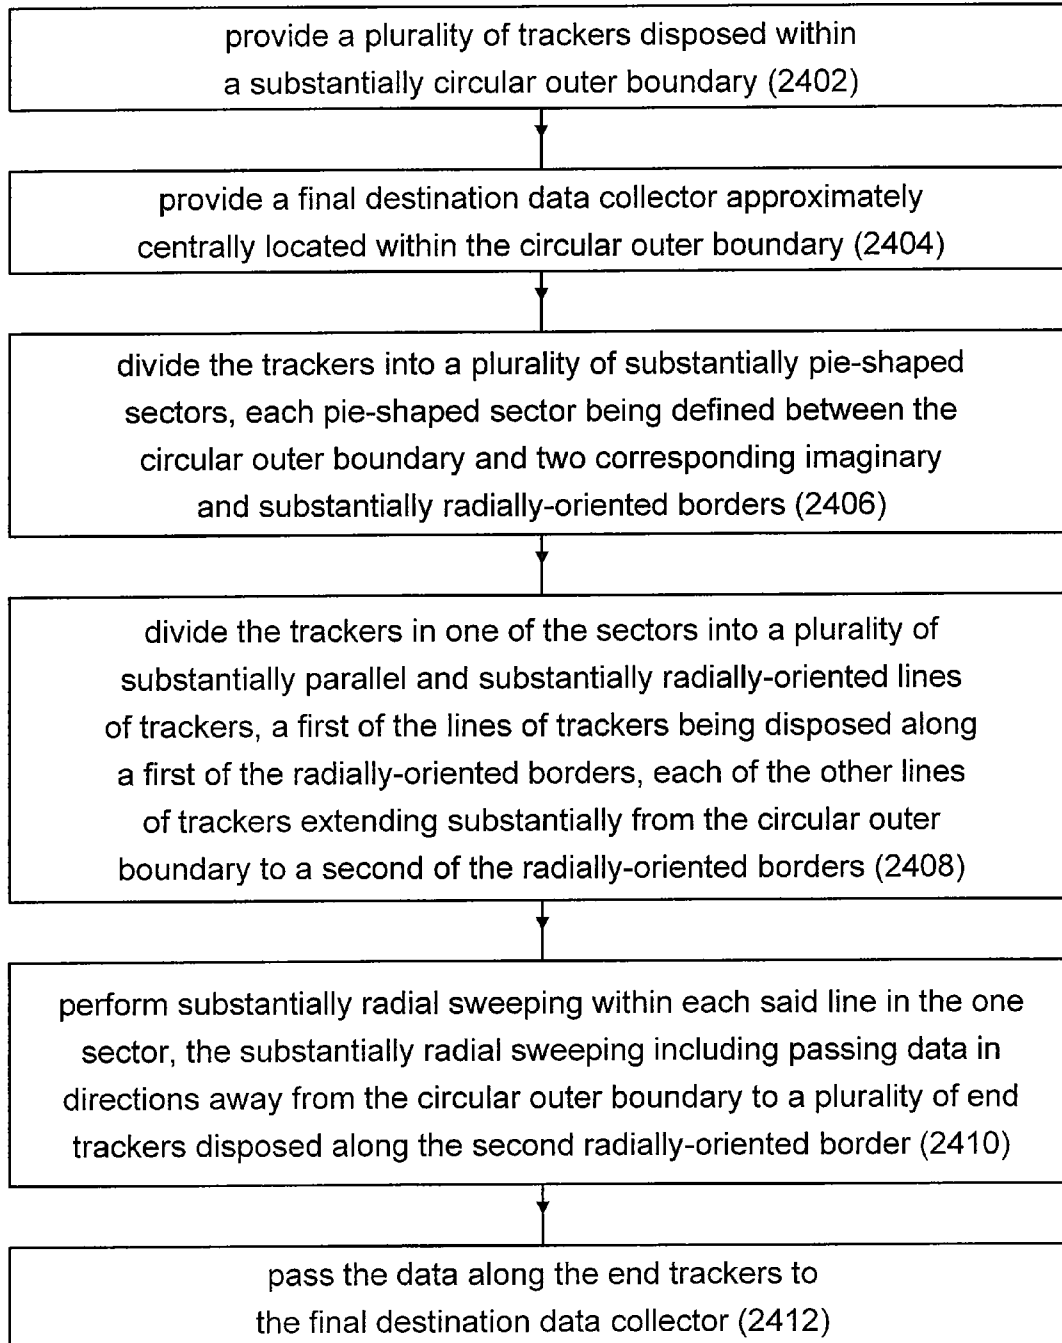 provide a plurality of trackers disposed within
a substantially circular outer boundary (2402)
provide a final destination data collector approximately
centrally located within the circular outer boundary (2404)
divide the trackers into a plurality of substantially pie-shaped
sectors, each pie-shaped sector being defined between the
circular outer boundary and two corresponding imaginary
and substantially radially-oriented borders (2406)
divide the trackers in one of the sectors into a plurality of
substantially parallel and substantially radially-oriented lines
of trackers, a first of the lines of trackers being disposed along
a first of the radially-oriented borders, each of the other lines
of trackers extending substantially from the circular outer
boundary to a second of the radially-oriented borders (2408)
perform substantially radial sweeping within each said line in the one
sector, the substantially radial sweeping including passing data in
directions away from the circular outer boundary to a plurality of end
trackers disposed along the second radially-oriented border (2410)
pass the data along the end trackers to
the final destination data collector (2412)